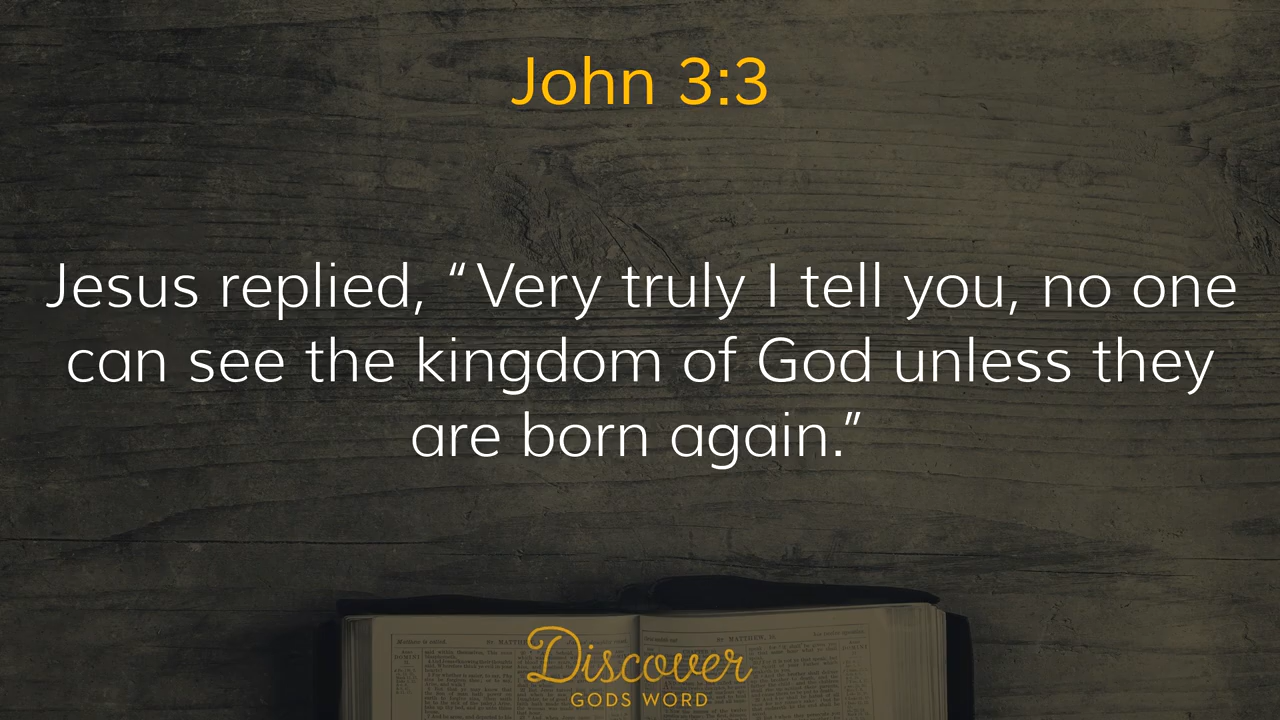 John 3:3
Jesus replied, “Very truly I tell you, no one
can see the kingdom of God unless they
are born again.”
Discover
GODS WORD